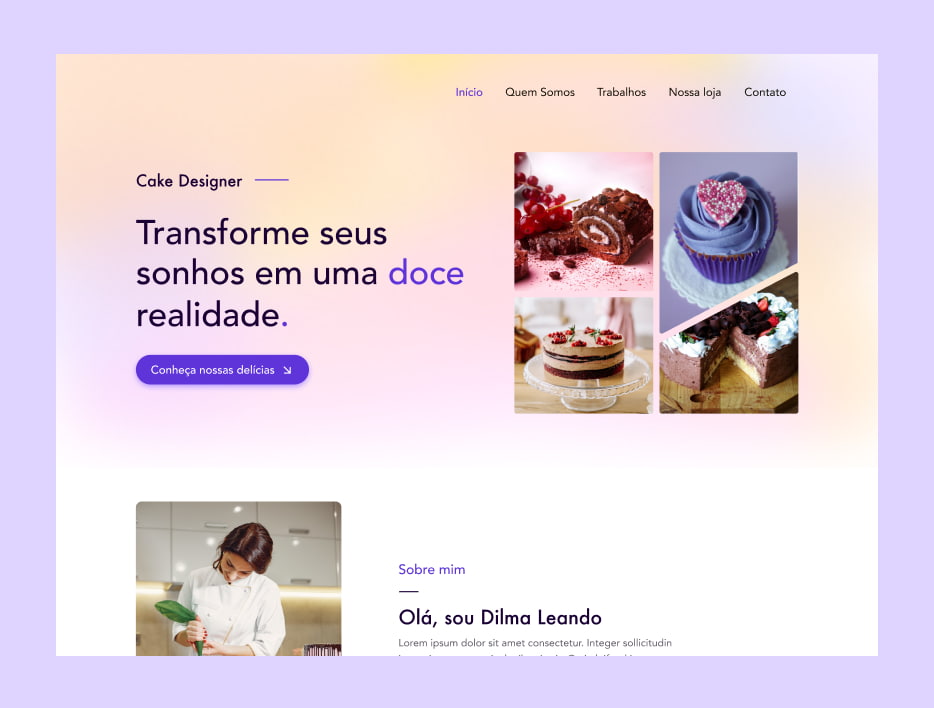 Início Quem Somos Trabalhos Nossa loja Contato
Cake Designer
Transforme seus
sonhos em uma doce
realidade.
Conheça nossas delícias
Sobre mim
Olá, sou Dilma Leando
Lorem ipsum dolor sit amet consectetur. Integer sollicitudin